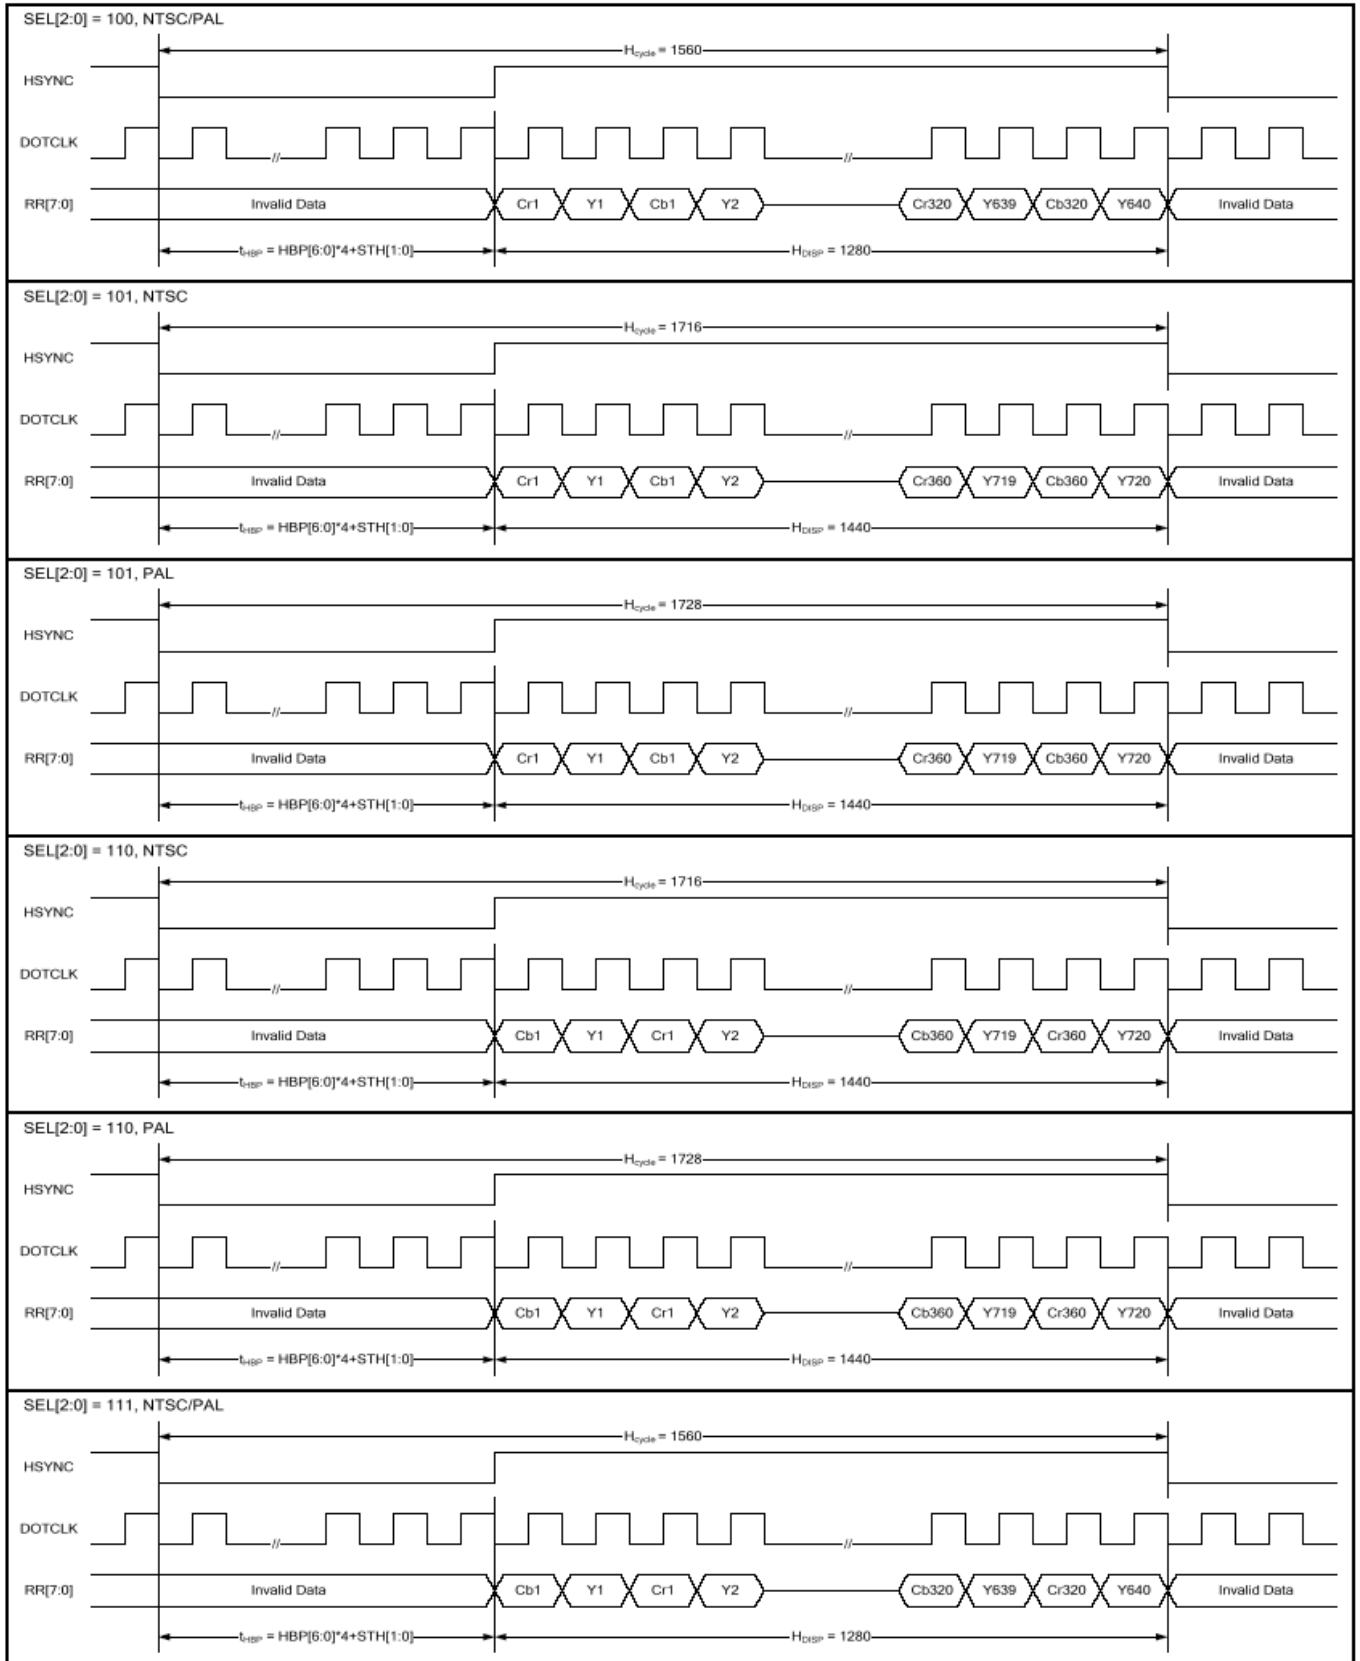 SEL[2:0] = 100, NTSC/PAL
Hcycle = 1560
HSYNC
DOTCLK
//
//
RR[7:0] Invalid Data Cr1 Y1 Cb1 Y2 Cr320 Y639 Cb320 Y640 Invalid Data
tHBP = HBP[6:0]*4+STH[1:0] HDISP = 1280
SEL[2:0] = 101, NTSC
Hcycle = 1716
HSYNC
DOTCLK
//
//
RR[7:0] Invalid Data Cr1 Y1 Cb1 Y2 Cr360 Y719 Cb360 Y720 Invalid Data
tHBP = HBP[6:0]*4+STH[1:0] HDISP = 1440
SEL[2:0] = 101, PAL
Hcycle = 1728
HSYNC
DOTCLK
//
//
RR[7:0] Invalid Data Cr1 Y1 Cb1 Y2 Cr360 Y719 Cb360 Y720 Invalid Data
tHBP = HBP[6:0]*4+STH[1:0] HDISP = 1440
SEL[2:0] = 110, NTSC
Hcycle = 1716
HSYNC
DOTCLK
//
//
RR[7:0] Invalid Data Cb1 Y1 Cr1 Y2 Cb360 Y719 Cr360 Y720 Invalid Data
tHBP = HBP[6:0]*4+STH[1:0] HDISP = 1440
SEL[2:0] = 110, PAL
Hcycle = 1728
HSYNC
DOTCLK
//
//
RR[7:0] Invalid Data Cb1 Y1 Cr1 Y2 Cb360 Y719 Cr360 Y720 Invalid Data
tHBP = HBP[6:0]*4+STH[1:0] HDISP = 1440
SEL[2:0] = 111, NTSC/PAL
Hcycle = 1560
HSYNC
DOTCLK
//
//
RR[7:0] Invalid Data Cb1 Y1 Cr1 Y2 Cb320 Y639 Cr320 Y640 Invalid Data
tHBP = HBP[6:0]*4+STH[1:0] HDISP = 1280